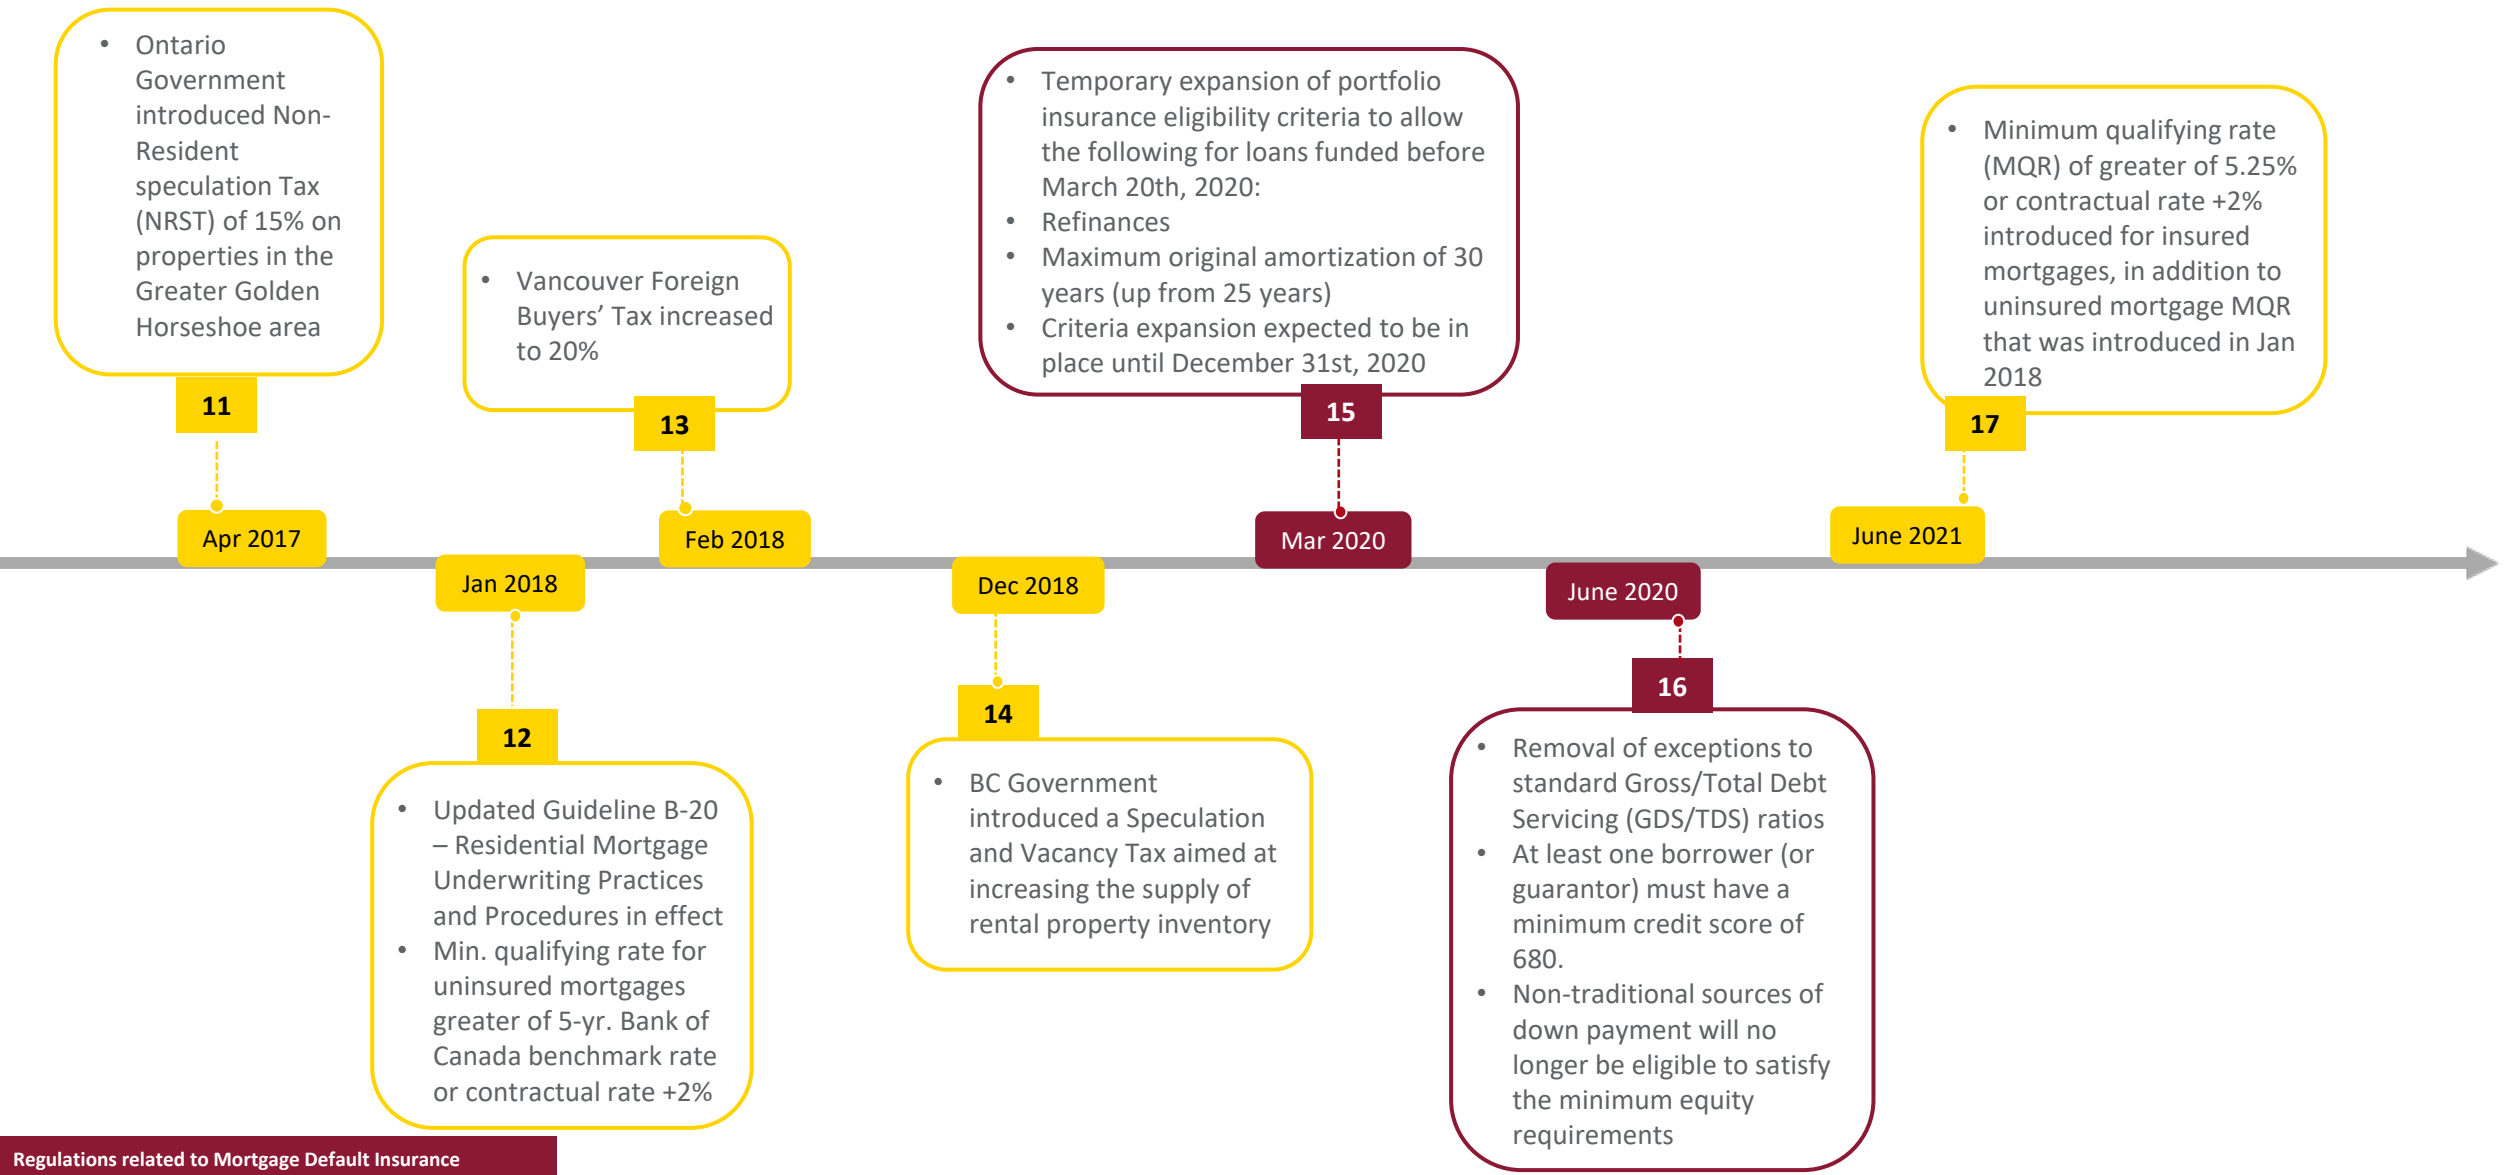 • Ontario
Government
introduced Non-
Resident
speculation Tax
(NRST) of 15% on
properties in the
Greater Golden
Horseshoe area
11
Apr 2017
Jan 2018
12
• Updated Guideline B-20
– Residential Mortgage
Underwriting Practices
and Procedures in effect
• Min. qualifying rate for
uninsured mortgages
greater of 5-yr. Bank of
Canada benchmark rate
or contractual rate +2%
• Vancouver Foreign
Buyers’ Tax increased
to 20%
13
Feb 2018
Dec 2018
14
• BC Government
introduced a Speculation
and Vacancy Tax aimed at
increasing the supply of
rental property inventory
• Temporary expansion of portfolio
insurance eligibility criteria to allow
the following for loans funded before
March 20th, 2020:
• Refinances
• Maximum original amortization of 30
years (up from 25 years)
• Criteria expansion expected to be in
place until December 31st, 2020
15
Mar 2020
June 2020
16
• Removal of exceptions to
standard Gross/Total Debt
Servicing (GDS/TDS) ratios
• At least one borrower (or
guarantor) must have a
minimum credit score of
680.
• Non-traditional sources of
down payment will no
longer be eligible to satisfy
the minimum equity
requirements
• Minimum qualifying rate
(MQR) of greater of 5.25%
or contractual rate +2%
introduced for insured
mortgages, in addition to
uninsured mortgage MQR
that was introduced in Jan
2018
17
June 2021
Regulations related to Mortgage Default Insurance